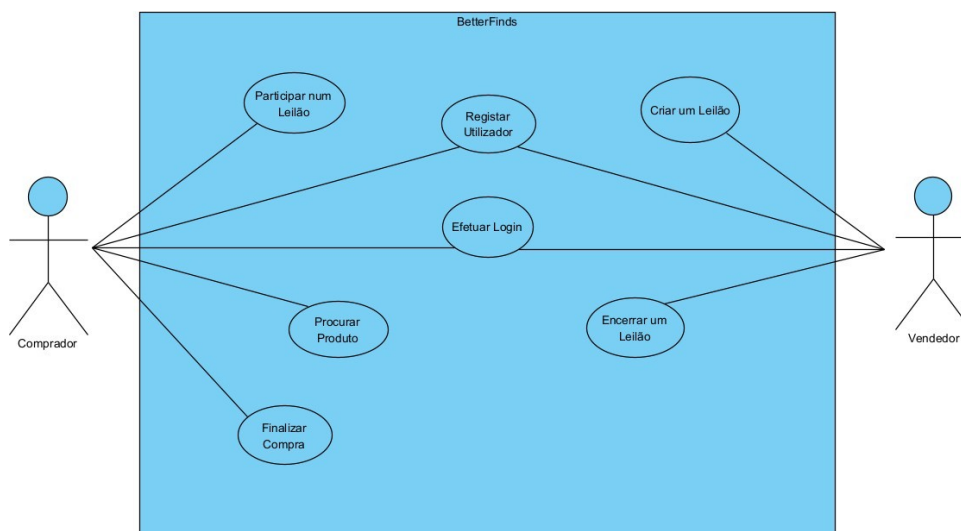 BetterFinds
Participar num
Leilão
Registar
Utilizador
Criar um Leilão
Efetuar Login
Procurar
Produto
Encerrar um
Leilão
Comprador
Vendedor
Finalizar
Compra